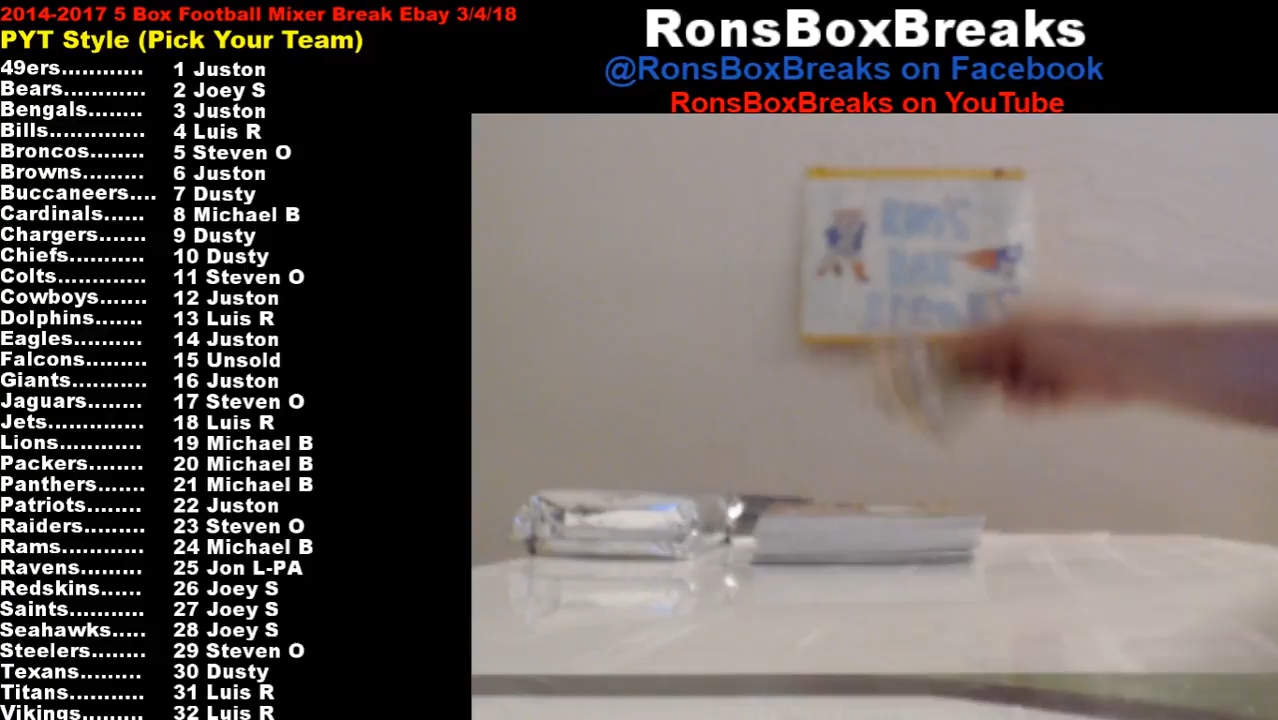 2014-2017 5 Box Football Mixer Break Ebay 3/4/18
PYT Style (Pick Your Team)
49ers............ 1 Juston
Bears............ 2 Joey S
Bengals........ 3 Juston
Bills.............. 4 Luis R
Broncos........ 5 Steven O
Browns......... 6 Juston
Buccaneers.... 7 Dusty
Cardinals...... 8 Michael B
Chargers....... 9 Dusty
Chiefs........... 10 Dusty
Colts............. 11 Steven O
Cowboys....... 12 Juston
Dolphins....... 13 Luis R
Eagles.......... 14 Juston
Falcons......... 15 Unsold
Giants........... 16 Juston
Jaguars........ 17 Steven O
Jets.............. 18 Luis R
Lions............ 19 Michael B
Packers........ 20 Michael B
Panthers....... 21 Michael B
Patriots........ 22 Juston
Raiders......... 23 Steven O
Rams............ 24 Michael B
Ravens......... 25 Jon L-PA
Redskins...... 26 Joey S
Saints........... 27 Joey S
Seahawks..... 28 Joey S
Steelers........ 29 Steven O
Texans......... 30 Dusty
Titans........... 31 Luis R
Vikings......... 32 Luis R
RonsBoxBreaks
@RonsBoxBreaks on Facebook
RonsBoxBreaks on YouTube